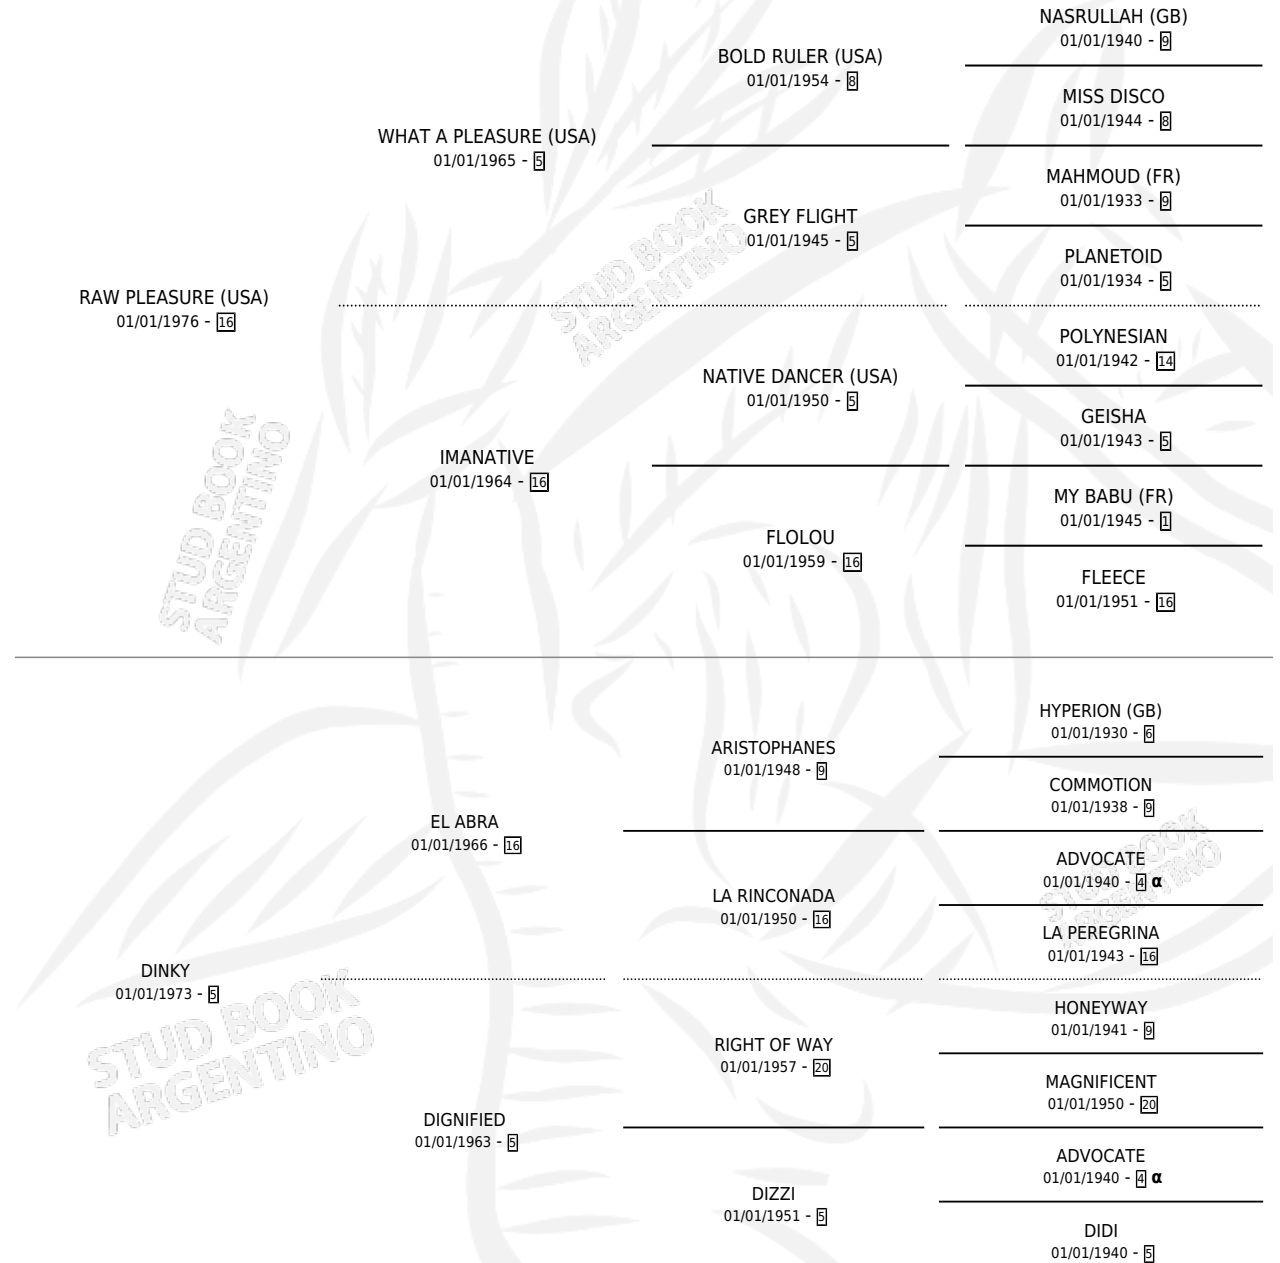 NASRULLAH (GB)
01/01/1940 - 9
BOLD RULER (USA)
01/01/1954 - 8
MISS DISCO
01/01/1944 - 8
WHAT A PLEASURE (USA)
01/01/1965 - 5
MAHMOUD (FR)
01/01/1933 - 9
GREY FLIGHT
01/01/1945 - 5
PLANETOID
01/01/1934 - 5
RAW PLEASURE (USA)
01/01/1976 - 16
POLYNESIAN
01/01/1942 - 14
NATIVE DANCER (USA)
01/01/1950 - 5
GEISHA
01/01/1943 - 5
IMANATIVE
01/01/1964 - 16
MY BABU (FR)
01/01/1945 - 1
FLOLOU
01/01/1959 - 16
FLEECE
01/01/1951 - 16
HYPERION (GB)
01/01/1930 - 6
ARISTOPHANES
01/01/1948 - 9
COMMOTION
01/01/1938 - 9
EL ABRA
01/01/1966 - 16
ADVOCATE
01/01/1940 - 4 α
LA RINCONADA
01/01/1950 - 16
LA PEREGRINA
01/01/1943 - 16
DINKY
01/01/1973 - 5
HONEYWAY
01/01/1941 - 9
RIGHT OF WAY
01/01/1957 - 20
MAGNIFICENT
01/01/1950 - 20
DIGNIFIED
01/01/1963 - 5
ADVOCATE
01/01/1940 - 4 α
DIZZI
01/01/1951 - 5
DIDI
01/01/1940 - 5
STUD BOOK
ARGENTINO
STUD BOOK
ARGENTINO
STUD BOOK
ARGENTINO
STUD BOOK
ARGENTINO